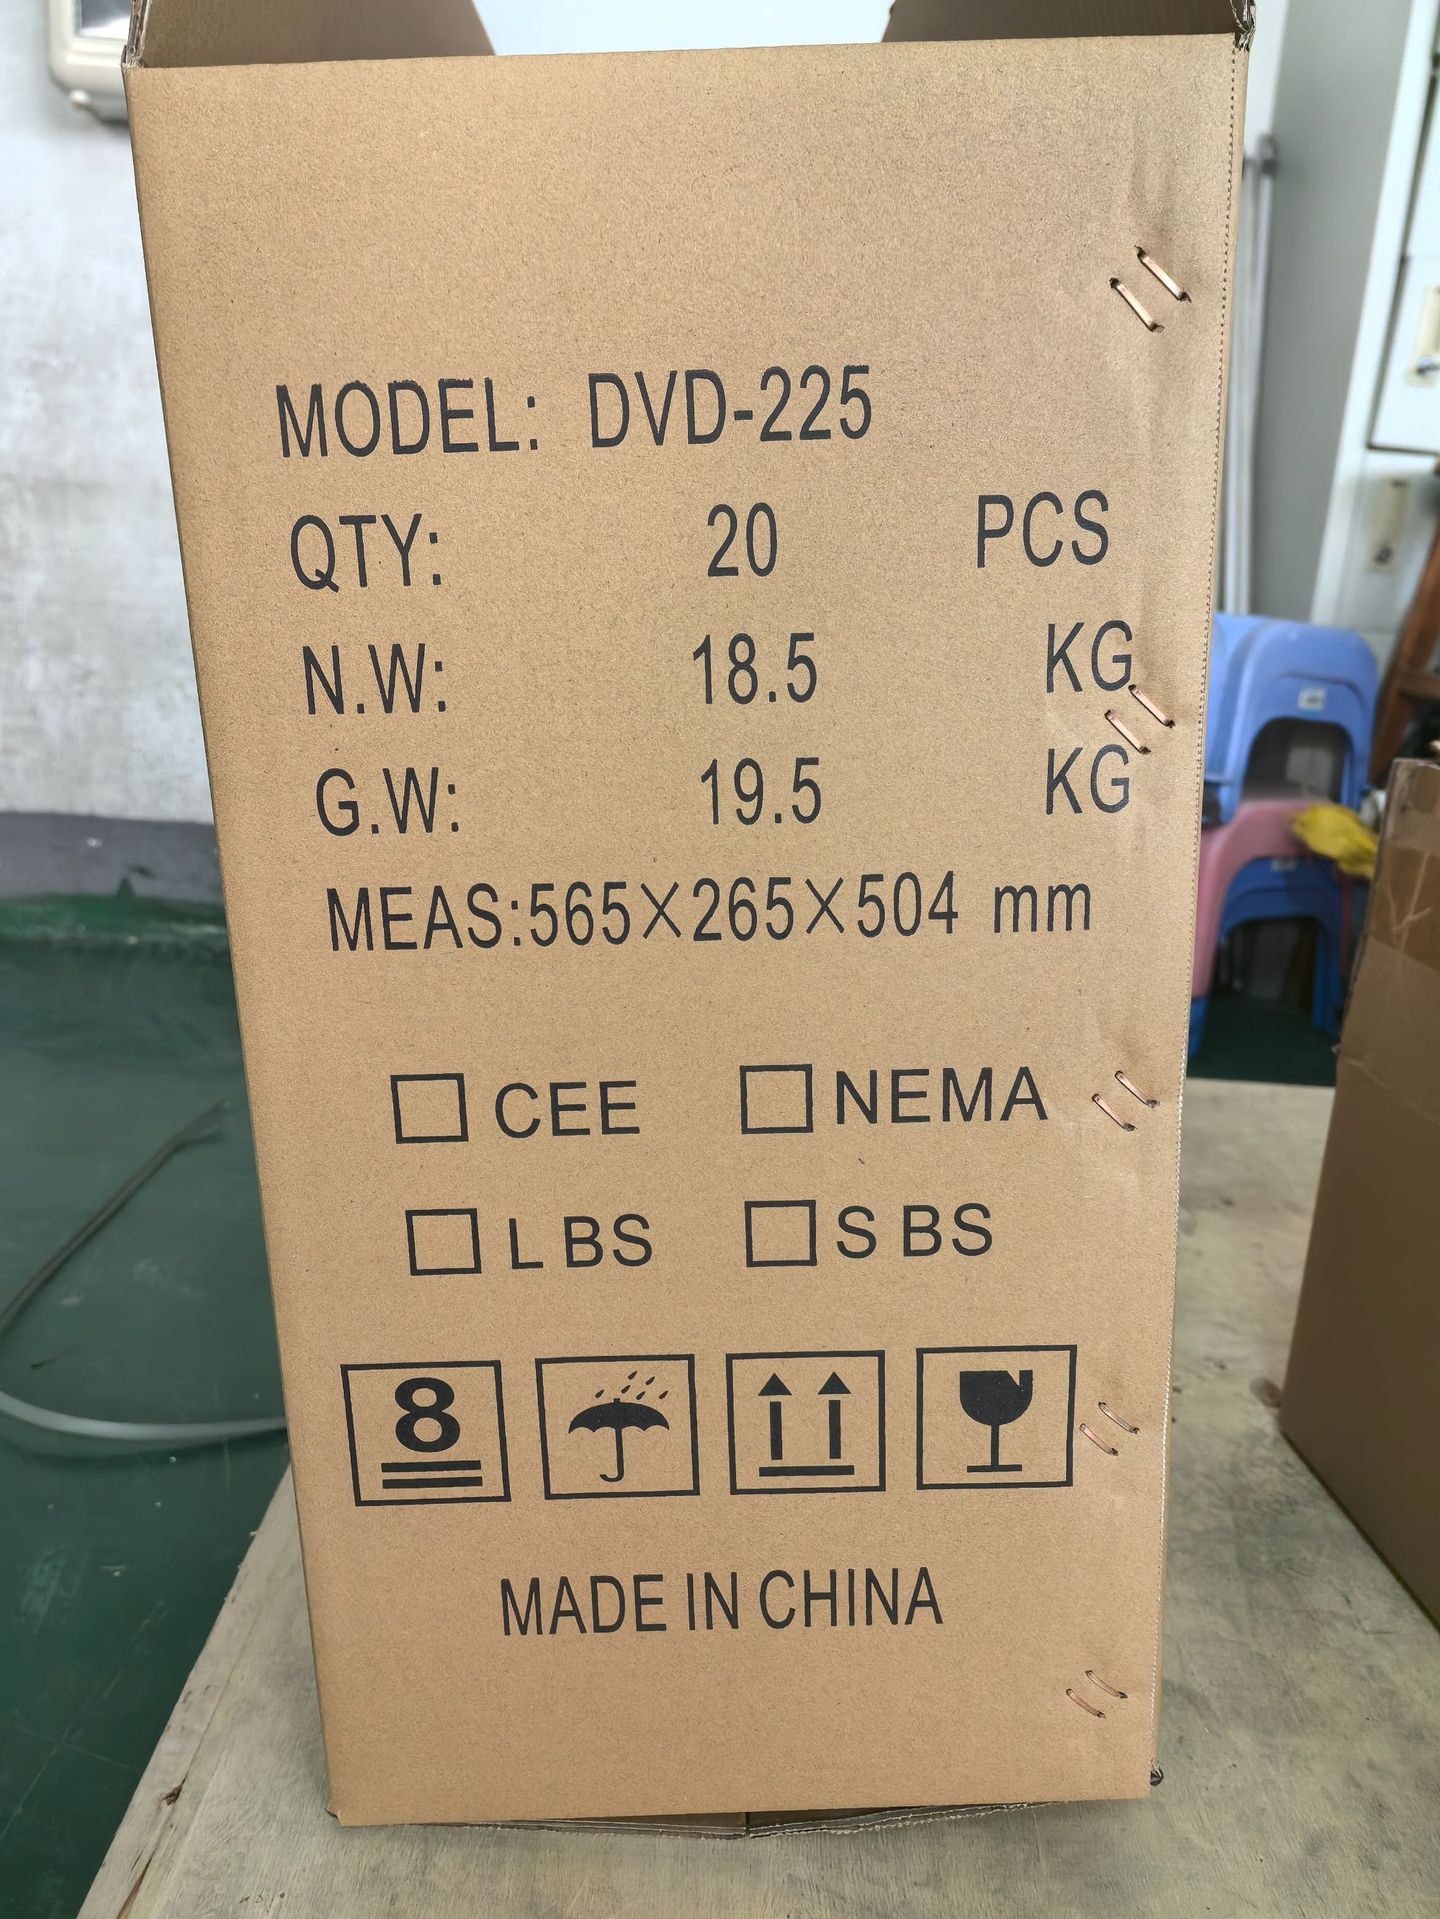 MODEL: DVD-225
QTY: 20 PCS
N.W: 18.5 KG
G.W: 19.5 KG
MEAS:565×265×504 mm
CEE NEMA
LBS SBS
8
MADE IN CHINA